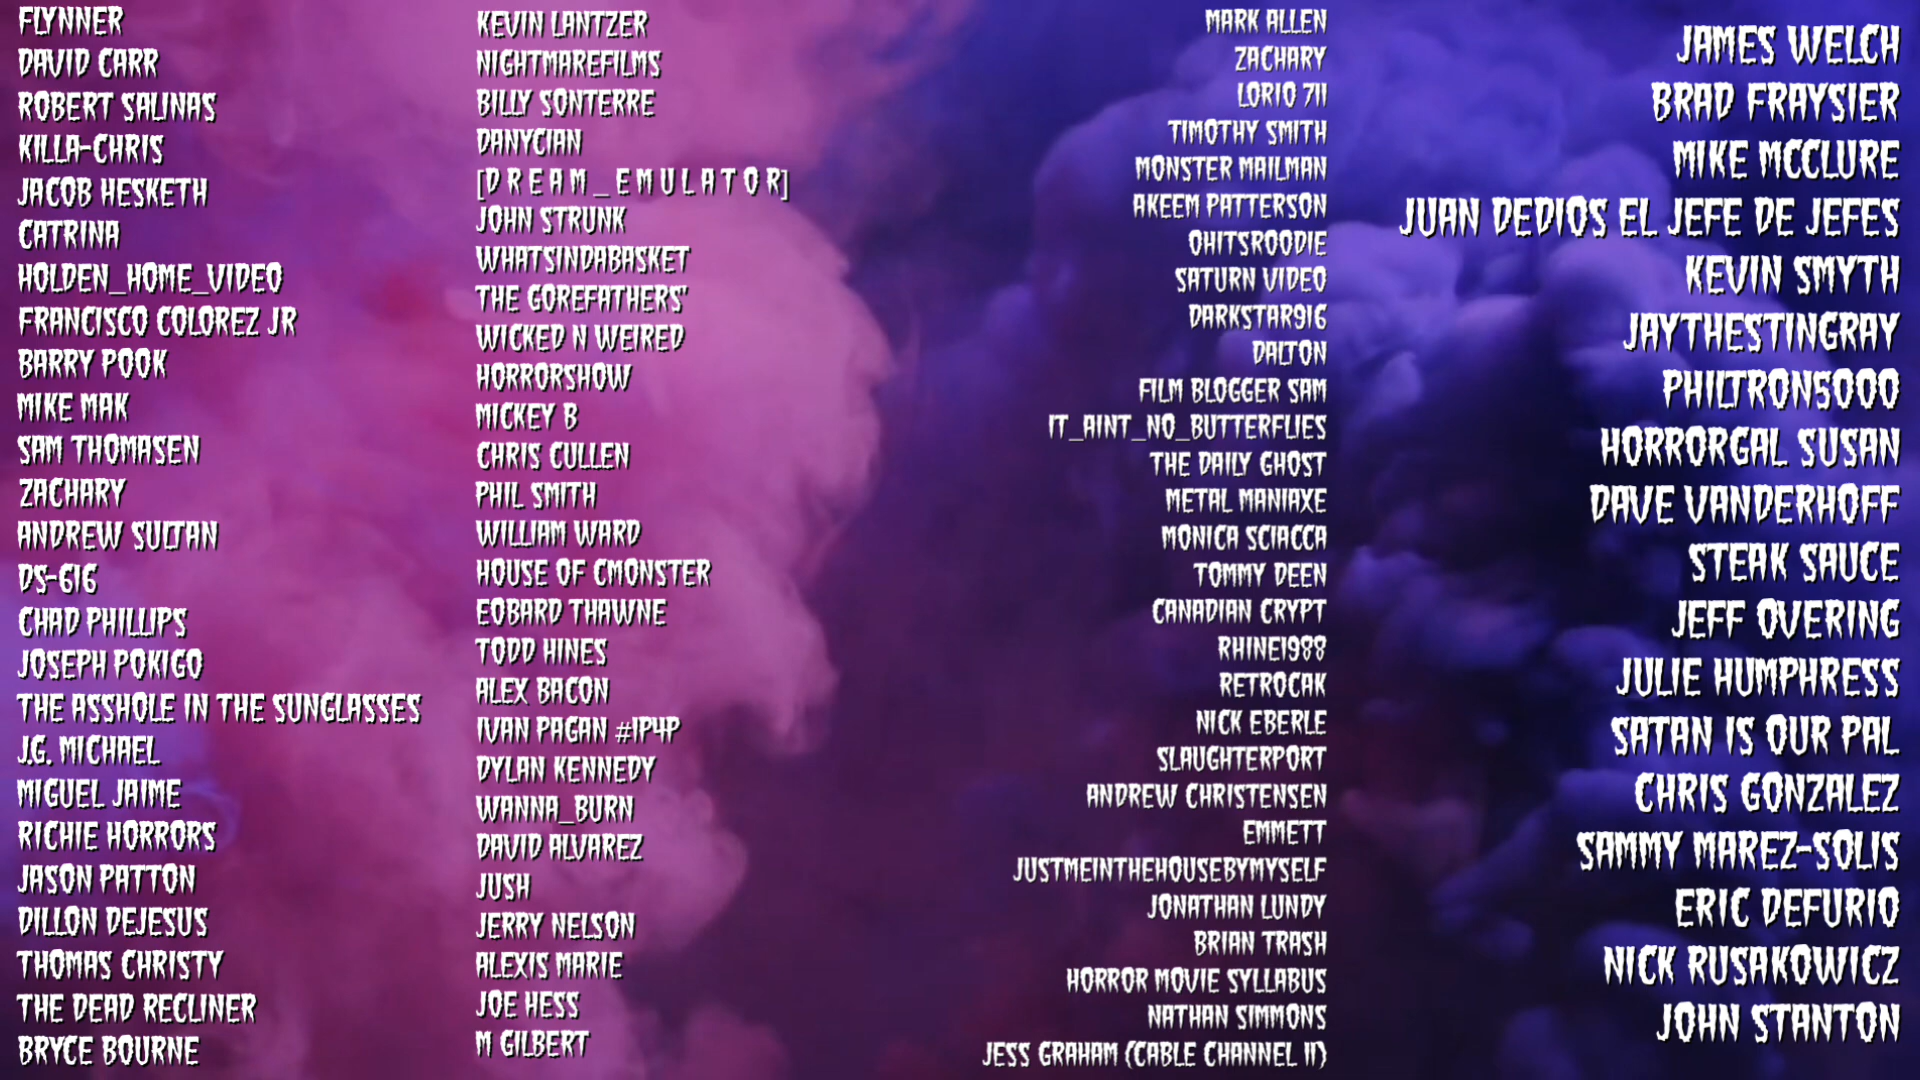 FLYNNER
DAVID CARR
ROBERT SALINAS
KILLA-CHRIS
JACOB HESKETH
CATRINA
HOLDEN_HOME_VIDEO
FRANCISCO COLOREZ JR
BARRY POOK
MIKE MAK
SAM THOMASEN
ZACHARY
ANDREW SULTAN
DS-616
CHAD PHILLIPS
JOSEPH POKIGO
THE ASSHOLE IN THE SUNGLASSES
J.G. MICHAEL
MIGUEL JAIME
RICHIE HORRORS
JASON PATTON
DILLON DEJESUS
THOMAS CHRISTY
THE DEAD RECLINER
BRYCE BOURNE
KEVIN LANTZER
NIGHTMAREFILMS
BILLY SONTERRE
DANYCIAN
[D R E A M _ E M U L A T O R]
JOHN STRUNK
WHATSINDABASKET
THE GOREFATHERS'
WICKED N WEIRED
HORRORSHOW
MICKEY B
CHRIS CULLEN
PHIL SMITH
WILLIAM WARD
HOUSE OF CMONSTER
EOBARD THAWNE
TODD HINES
ALEX BACON
IVAN PAGAN #1P4P
DYLAN KENNEDY
WANNA_BURN
DAVID ALVAREZ
JUSH
JERRY NELSON
ALEXIS MARIE
JOE HESS
M GILBERT
MARK ALLEN
ZACHARY
LORIO 711
TIMOTHY SMITH
MONSTER MAILMAN
AKEEM PATTERSON
OHITSROODIE
SATURN VIDEO
DARKSTAR916
DALTON
FILM BLOGGER SAM
IT_AINT_NO_BUTTERFLIES
THE DAILY GHOST
METAL MANIAXE
MONICA SCIACCA
TOMMY DEEN
CANADIAN CRYPT
RHINE1988
RETROCAK
NICK EBERLE
SLAUGHTERPORT
ANDREW CHRISTENSEN
EMMETT
JUSTMEINTHEHOUSEBYMYSELF
JONATHAN LUNDY
BRIAN TRASH
HORROR MOVIE SYLLABUS
NATHAN SIMMONS
JESS GRAHAM (CABLE CHANNEL 11)
JAMES WELCH
BRAD FRAYSIER
MIKE MCCLURE
JUAN DEDIOS EL JEFE DE JEFES
KEVIN SMYTH
JAYTHESTINGRAY
PHILTRON5000
HORRORGAL SUSAN
DAVE VANDERHOFF
STEAK SAUCE
JEFF OVERING
JULIE HUMPHRESS
SATAN IS OUR PAL
CHRIS GONZALEZ
SAMMY MAREZ-SOLIS
ERIC DEFURIO
NICK RUSAKOWICZ
JOHN STANTON